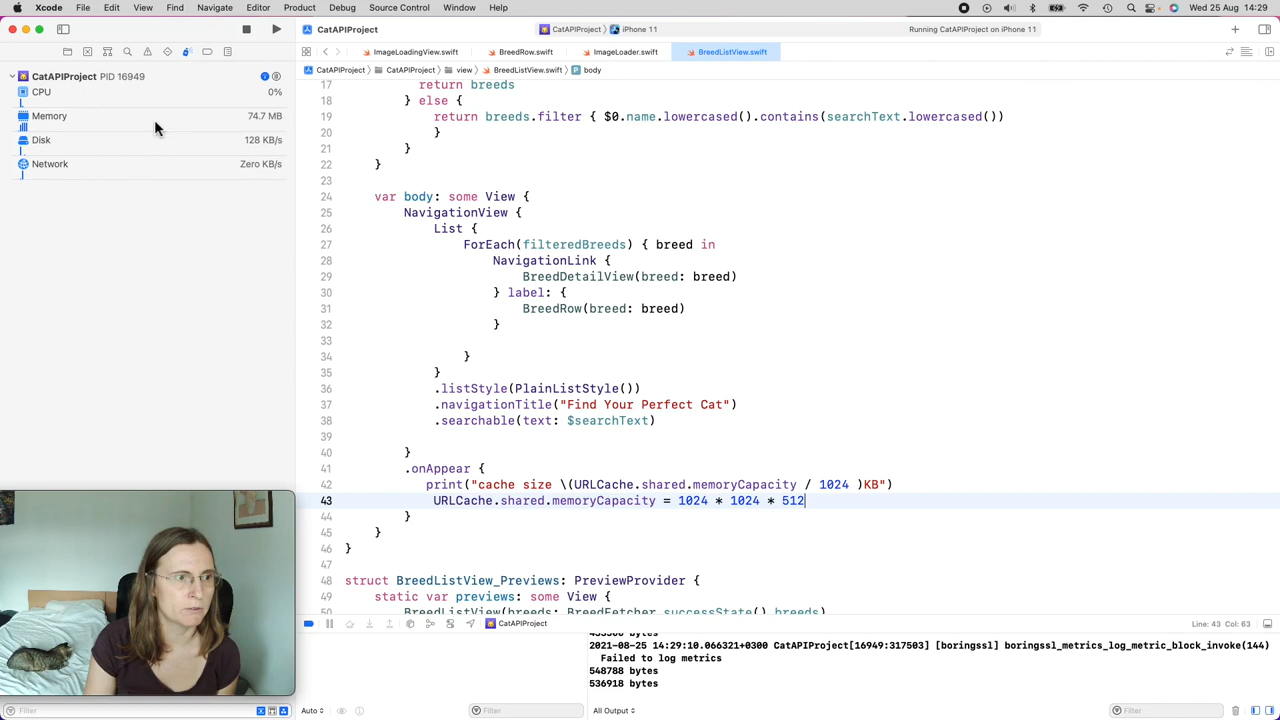 Xcode File Edit View Find Navigate Editor Product Debug Source Control Window Help
Wed 25. Aug 14:29
CatAPIProject
CatAPIProject
iPhone 11
Running CatAPIProject on iPhone 11
ImageLoadingView.swift
BreedRow.swift
ImageLoader.swift
BreedListView.swift
CatAPIProject
CatAPIProject
view
BreedListView.swift
body
CatAPIProject PID 16949
CPU 0%
Memory 74.7 MB
Disk 128 KB/s
Network Zero KB/s
17 return breeds
18 } else {
19 return breeds.filter { $0.name.lowercased().contains(searchText.lowercased())
20 }
21 }
22 }
23
24 var body: some View {
25 NavigationView {
26 List {
27 ForEach(filteredBreeds) { breed in
28 NavigationLink {
29 BreedDetailView(breed: breed)
30 } label: {
31 BreedRow(breed: breed)
32 }
33
34 }
35 }
36 .listStyle(PlainListStyle())
37 .navigationTitle("Find Your Perfect Cat")
38 .searchable(text: $searchText)
39
40 }
41 .onAppear {
42 print("cache size \(URLCache.shared.memoryCapacity / 1024 )KB")
43 URLCache.shared.memoryCapacity = 1024 * 1024 * 512
44 }
45 }
46 }
47
48 struct BreedListView_Previews: PreviewProvider {
49 static var previews: some View {
50 BreedListView(breeds: BreedFetcher.successState().breeds)
CatAPIProject
Line: 43 Col: 63
bytes
2021-08-25 14:29:10.066321+0300 CatAPIProject[16949:317503] [boringssl] boringssl_metrics_log_metric_block_invoke(144)
Failed to log metrics
548788 bytes
536918 bytes
Filter
Auto
Filter
All Output
Filter